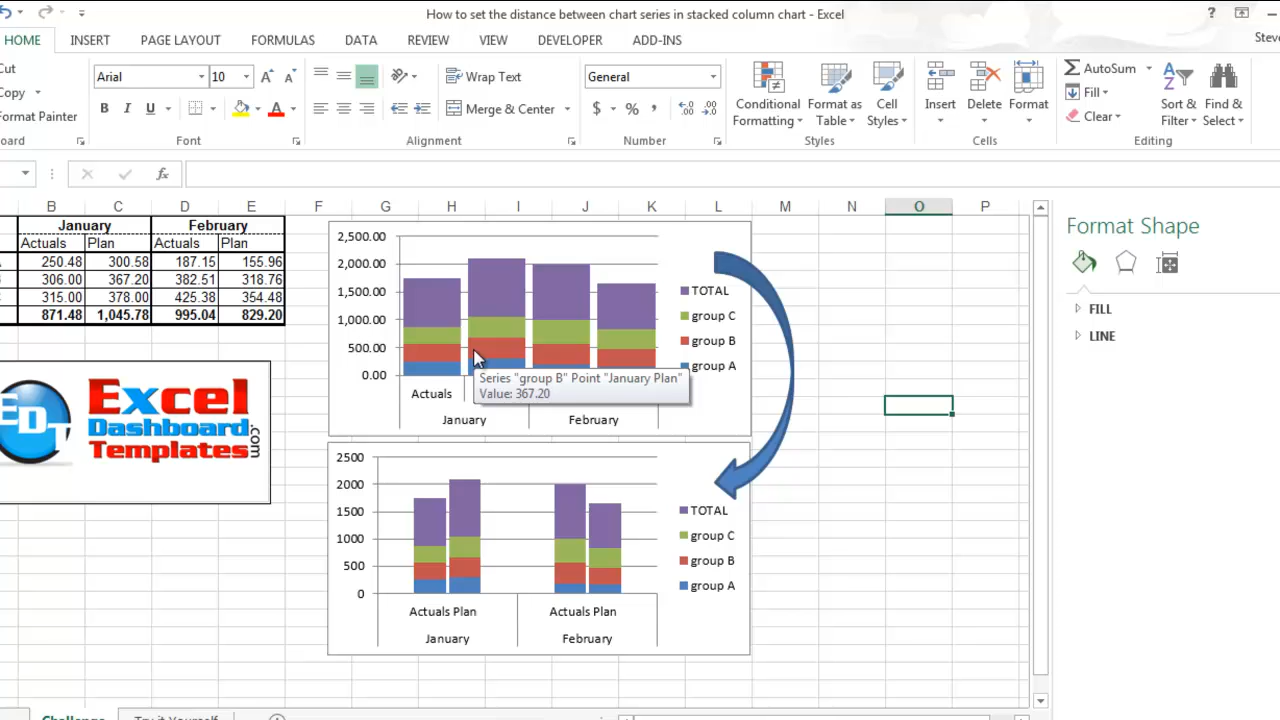 How to set the distance between chart series in stacked column chart - Excel
?
HOME INSERT PAGE LAYOUT FORMULAS DATA REVIEW VIEW DEVELOPER ADD-INS Steve
Cut
Copy
Format Painter
Arial 10
B I U
Wrap Text
Merge & Center
General
$ %
Conditional Formatting
Format as Table
Cell Styles
Insert Delete Format
AutoSum
Fill
Clear
Sort & Filter
Find & Select
Font Alignment Number Styles Cells Editing
fx
B C D E F G H I J K L M N O P
January February
Actuals Plan Actuals Plan
250.48 300.58 187.15 155.96
306.00 367.20 382.51 318.76
315.00 378.00 425.38 354.48
871.48 1,045.78 995.04 829.20
EDT
Excel
Dashboard
Templates
.com
2,500.00
2,000.00
1,500.00
1,000.00
500.00
0.00
TOTAL
group C
group B
group A
Series "group B" Point "January Plan"
Value: 367.20
Actuals
January February
2500
2000
1500
1000
500
0
TOTAL
group C
group B
group A
Actuals Plan Actuals Plan
January February
Format Shape
FILL
LINE
Challenge Try it Yourself